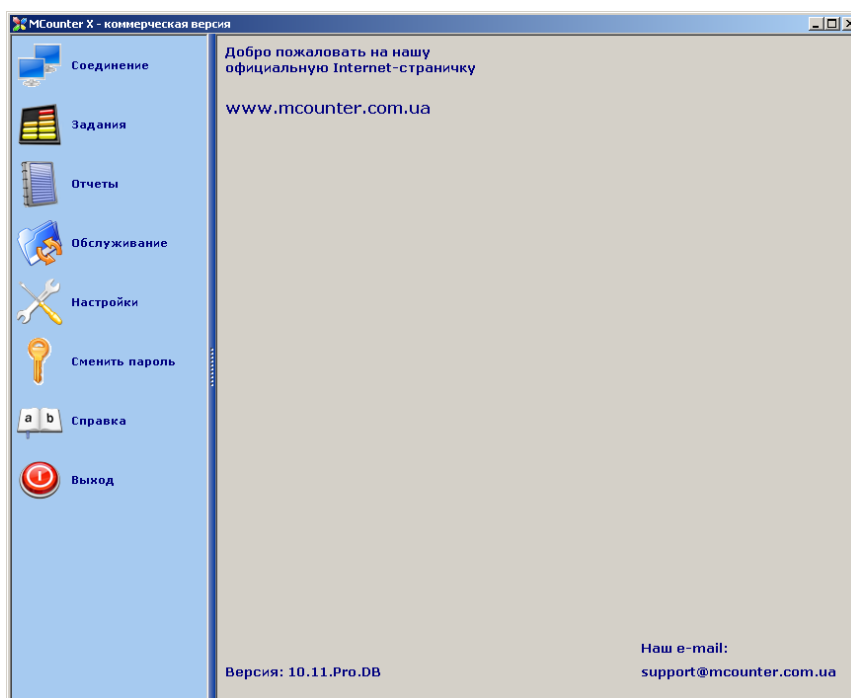 MCounter X - коммерческая версия
Соединение
Задания
Отчеты
Обслуживание
Настройки
Сменить пароль
a b
Справка
Выход
Добро пожаловать на нашу
официальную Internet-страничку
www.mcounter.com.ua
Версия: 10.11.Pro.DB
Наш e-mail:
support@mcounter.com.ua